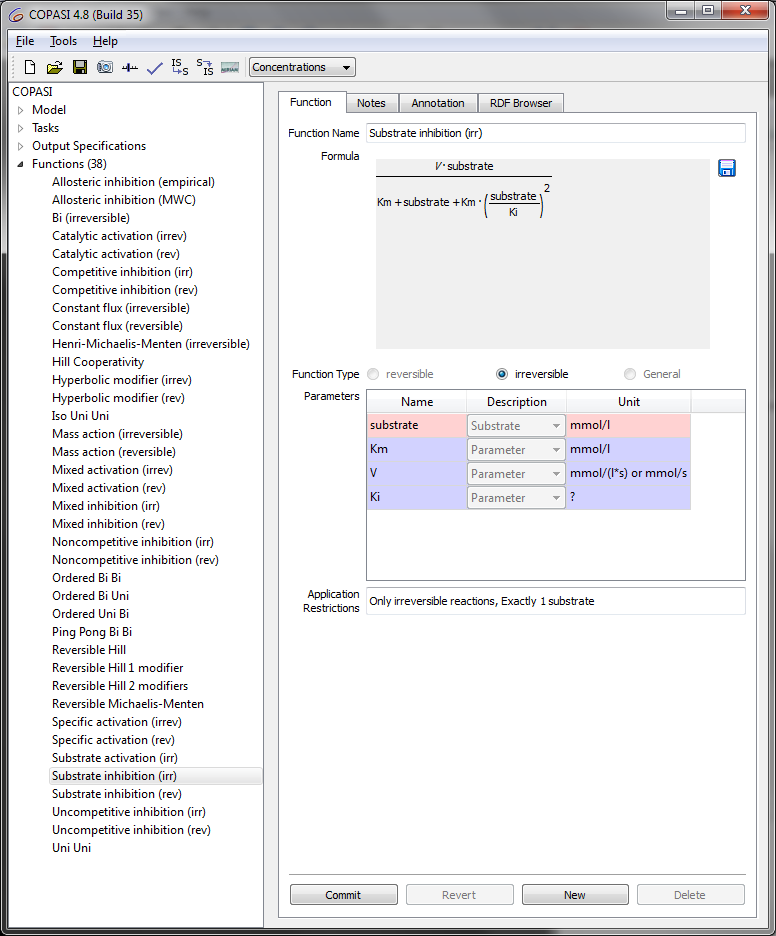 COPASI 4.8 (Build 35)
File Tools Help
IS S S IS Concentrations
COPASI
Model
Tasks
Output Specifications
Functions (38)
Allosteric inhibition (empirical)
Allosteric inhibition (MWC)
Bi (irreversible)
Catalytic activation (irrev)
Catalytic activation (rev)
Competitive inhibition (irr)
Competitive inhibition (rev)
Constant flux (irreversible)
Constant flux (reversible)
Henri-Michaelis-Menten (irreversible)
Hill Cooperativity
Hyperbolic modifier (irrev)
Hyperbolic modifier (rev)
Iso Uni Uni
Mass action (irreversible)
Mass action (reversible)
Mixed activation (irrev)
Mixed activation (rev)
Mixed inhibition (irr)
Mixed inhibition (rev)
Noncompetitive inhibition (irr)
Noncompetitive inhibition (rev)
Ordered Bi Bi
Ordered Bi Uni
Ordered Uni Bi
Ping Pong Bi Bi
Reversible Hill
Reversible Hill 1 modifier
Reversible Hill 2 modifiers
Reversible Michaelis-Menten
Specific activation (irrev)
Specific activation (rev)
Substrate activation (irr)
Substrate inhibition (irr)
Substrate inhibition (rev)
Uncompetitive inhibition (irr)
Uncompetitive inhibition (rev)
Uni Uni
Function Notes Annotation RDF Browser
Function Name Substrate inhibition (irr)
Formula
V · substrate
Km + substrate + Km · (substrate
Ki)2
Function Type reversible irreversible General
Parameters
Name Description Unit
substrate Substrate mmol/l
Km Parameter mmol/l
V Parameter mmol/(l*s) or mmol/s
Ki Parameter ?
Application
Restrictions
Only irreversible reactions, Exactly 1 substrate
Commit Revert New Delete